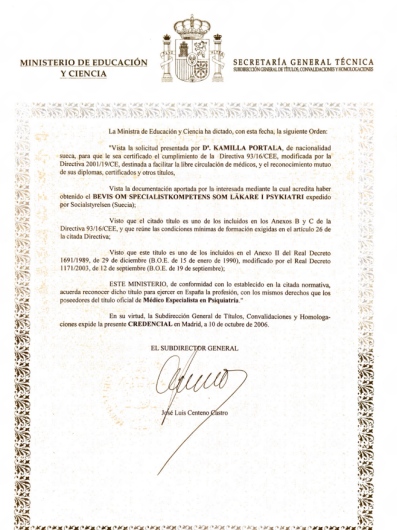 MINISTERIO DE EDUCACIÓN
Y CIENCIA
SECRETARÍA GENERAL TÉCNICA
SUBDIRECCIÓN GENERAL DE TÍTULOS, CONVALIDACIONES Y HOMOLOGACIONES
La Ministra de Educación y Ciencia ha dictado, con esta fecha, la siguiente Orden:
"Vista la solicitud presentada por Dª. KAMILLA PORTALA, de nacionalidad
sueca, para que le sea certificado el cumplimiento de la Directiva 93/16/CEE, modificada por la
Directiva 2001/19/CE, destinada a facilitar la libre circulación de médicos, y el reconocimiento mutuo
de sus diplomas, certificados y otros títulos,
Vista la documentación aportada por la interesada mediante la cual acredita haber
obtenido el BEVIS OM SPECIALISTKOMPETENS SOM LÄKARE I PSYKIATRI expedido
por Socialstyrelsen (Suecia);
Visto que el citado título es uno de los incluidos en los Anexos B y C de la
Directiva 93/16/CEE, y que reúne las condiciones mínimas de formación exigidas en el artículo 26 de
la citada Directiva;
Visto que este título es uno de los incluidos en el Anexo II del Real Decreto
1691/1989, de 29 de diciembre (B.O.E. de 15 de enero de 1990), modificado por el Real Decreto
1171/2003, de 12 de septiembre (B.O.E. de 19 de septiembre);
ESTE MINISTERIO, de conformidad con lo establecido en la citada normativa,
acuerda reconocer dicho título para ejercer en España la profesión, con los mismos derechos que los
poseedores del título oficial de Médico Especialista en Psiquiatría."
En su virtud, la Subdirección General de Títulos, Convalidaciones y Homologa-
ciones expide la presente CREDENCIAL en Madrid, a 10 de octubre de 2006.
EL SUBDIRECTOR GENERAL
José Luis Centeno Castro